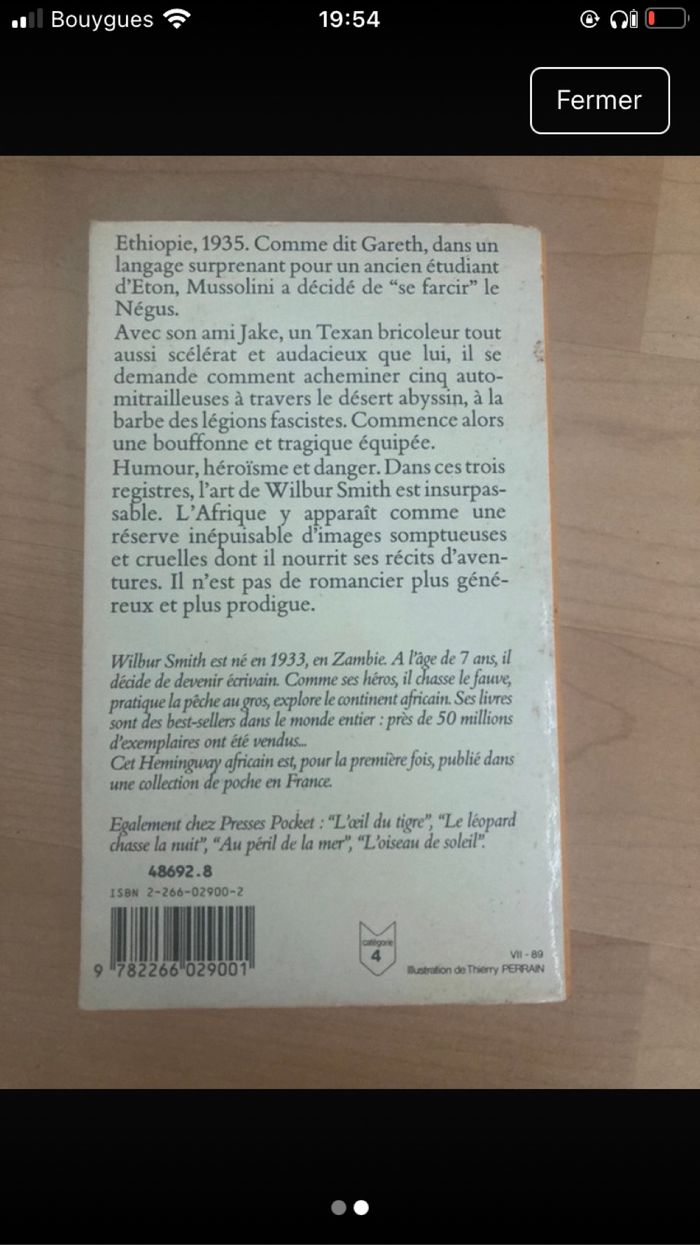 Bouygues 19:54
Fermer
Ethiopie, 1935. Comme dit Gareth, dans un
langage surprenant pour un ancien étudiant
d'Eton, Mussolini a décidé de “se farcir” le
Négus.
Avec son ami Jake, un Texan bricoleur tout
aussi scélérat et audacieux que lui, il se
demande comment acheminer cinq auto-
mitrailleuses à travers le désert abyssin, à la
barbe des légions fascistes. Commence alors
une bouffonne et tragique équipée.
Humour, héroïsme et danger. Dans ces trois
registres, l'art de Wilbur Smith est insurpas-
sable. L'Afrique y apparaît comme une
réserve inépuisable d'images somptueuses
et cruelles dont il nourrit ses récits d'aven-
tures. Il n'est pas de romancier plus géné-
reux et plus prodigue.
Wilbur Smith est né en 1933, en Zambie. A l'âge de 7 ans, il
décide de devenir écrivain. Comme ses héros, il chasse le fauve,
pratique la pêche au gros, explore le continent africain. Ses livres
sont des best-sellers dans le monde entier : près de 50 millions
d'exemplaires ont été vendus...
Cet Hemingway africain est, pour la première fois, publié dans
une collection de poche en France.
Egalement chez Presses Pocket : “L'œil du tigre”, “Le léopard
chasse la nuit”, “Au péril de la mer”, “L'oiseau de soleil”.
48692.8
ISBN 2-266-02900-2
9 782266 029001
catégorie
4
VII - 89
Illustration de Thierry PERRAIN